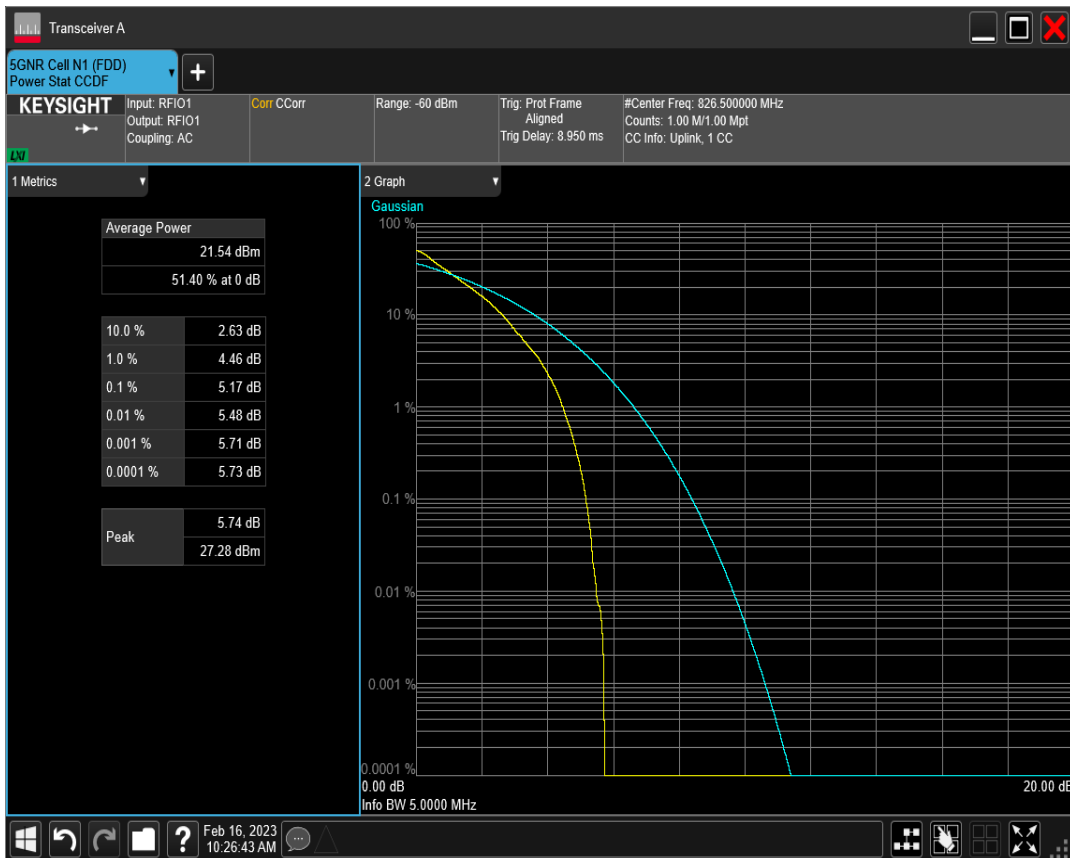 Transceiver A
5GNR Cell N1 (FDD)
Power Stat CCDF
+
KEYSIGHT
LXI
Input: RFIO1
Output: RFIO1
Coupling: AC
Corr CCorr
Range: -60 dBm
Trig: Prot Frame
Aligned
Trig Delay: 8.950 ms
#Center Freq: 826.500000 MHz
Counts: 1.00 M/1.00 Mpt
CC Info: Uplink, 1 CC
1 Metrics
Average Power
21.54 dBm
51.40 % at 0 dB
10.0 % 2.63 dB
1.0 % 4.46 dB
0.1 % 5.17 dB
0.01 % 5.48 dB
0.001 % 5.71 dB
0.0001 % 5.73 dB
Peak 5.74 dB
27.28 dBm
2 Graph
Gaussian
100 %
10 %
1 %
0.1 %
0.01 %
0.001 %
0.0001 %
0.00 dB 20.00 dB
Info BW 5.0000 MHz
?
Feb 16, 2023
10:26:43 AM